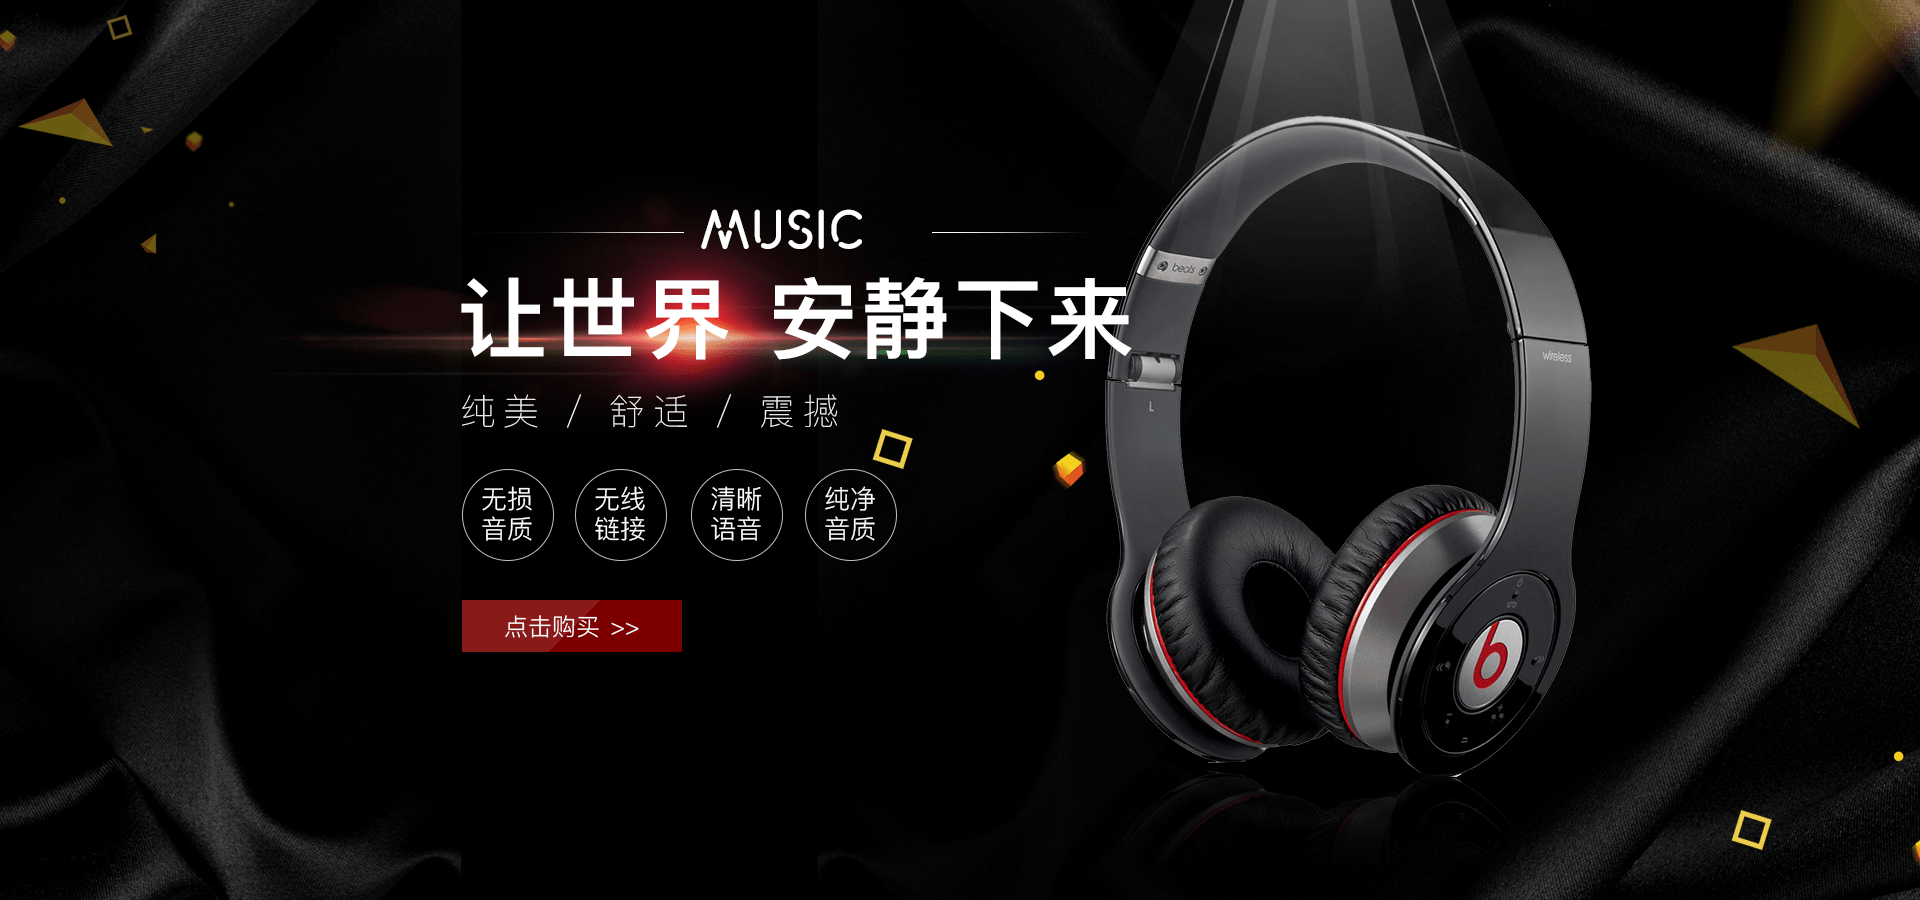 MUSIC
让世界 安静下来
纯美 / 舒适 / 震撼
无损
音质
无线
链接
清晰
语音
纯净
音质
点击购买 >>
beats
wireless
L
b